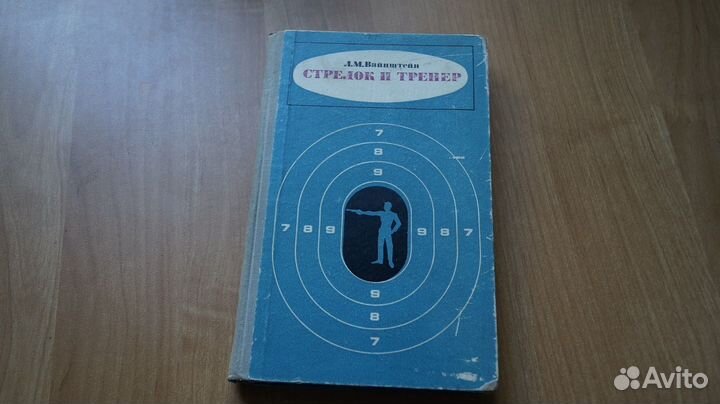 Л.М.Вайнштейн
СТРЕЛОК И ТРЕНЕР
7
8
9
7 8 9 9 8 7
9
8
7
Avito